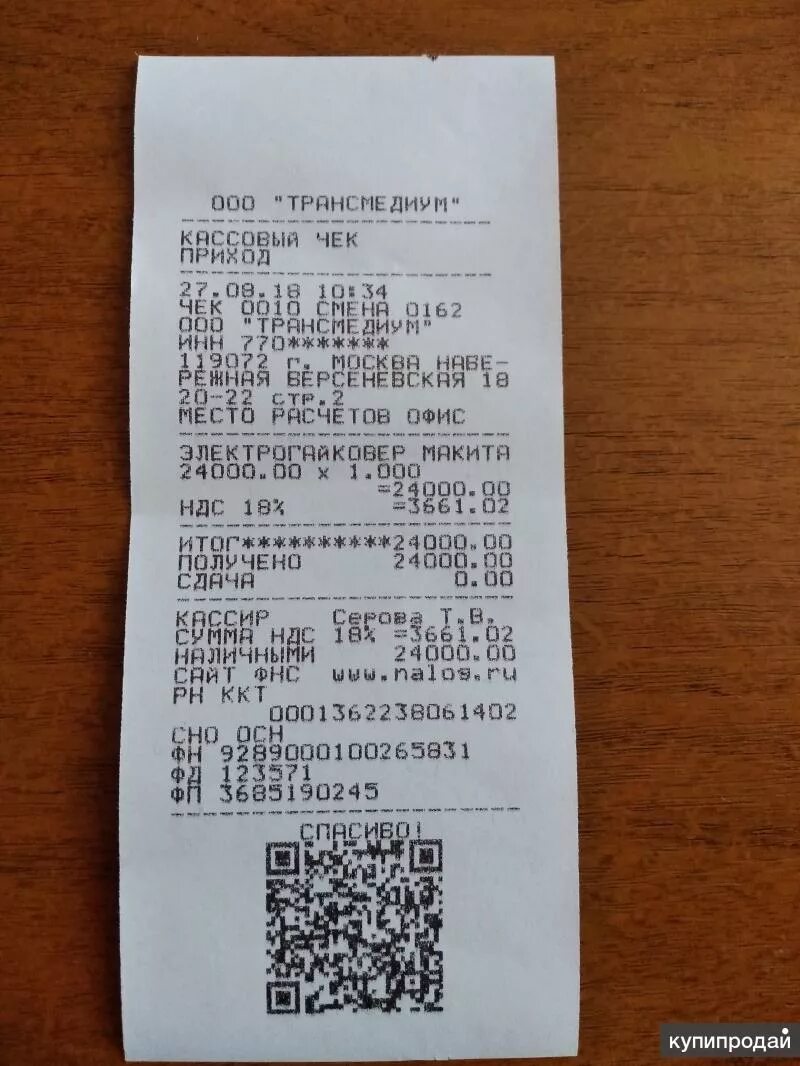 ООО "ТРАНСМЕДИУМ"
КАССОВЫЙ ЧЕК
ПРИХОД
27.08.18 10:34
ЧЕК 0010 СМЕНА 0162
ООО "ТРАНСМЕДИУМ"
ИНН 770*******
119072 г. МОСКВА НАБЕ-
РЕЖНАЯ БЕРСЕНЕВСКАЯ 18
20-22 стр.2
МЕСТО РАСЧЕТОВ ОФИС
ЭЛЕКТРОГАЙКОВЕР МАКИТА
24000.00 х 1.000
=24000.00
НДС 18% =3661.02
ИТОГ**********24000.00
ПОЛУЧЕНО 24000.00
СДАЧА 0.00
КАССИР Серова Т.В.
СУММА НДС 18% =3661.02
НАЛИЧНЫМИ 24000.00
САЙТ ФНС www.nalog.ru
РН ККТ
0001362238061402
СНО ОСН
ФН 9289000100265831
ФД 123571
ФП 3685190245
СПАСИБО!
купипродай